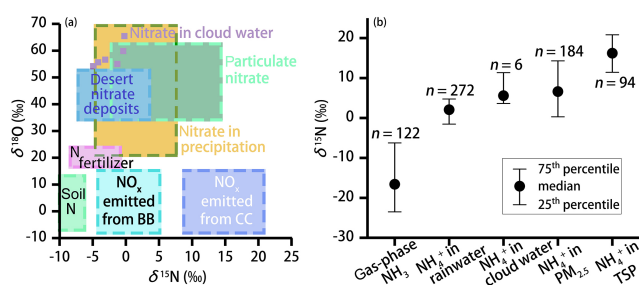 (a)
δ¹⁸O (‰)
70
60
50
40
30
20
10
0
-10
Nitrate in cloud water
Particulate
nitrate
Desert
nitrate
deposits
Nitrate in
precipitation
N
fertilizer
Soil
N
NOₓ
emitted
from BB
NOₓ
emitted
from CC
-10 -5 0 5 10 15 20 25
δ¹⁵N (‰)
(b)
δ¹⁵N (‰)
20
10
0
-10
-20
-30
n = 122
n = 272
n = 6
n = 184
n = 94
75ᵗʰ percentile
median
25ᵗʰ percentile
Gas-phase
NH₃
NH₄⁺ in
rainwater
NH₄⁺ in
cloud water
NH₄⁺ in
PM₂.₅
NH₄⁺ in
TSP